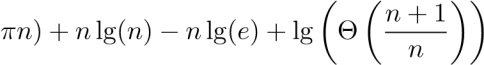 πn) + n lg(n) − n lg(e) + lg(Θ((n + 1)/n))